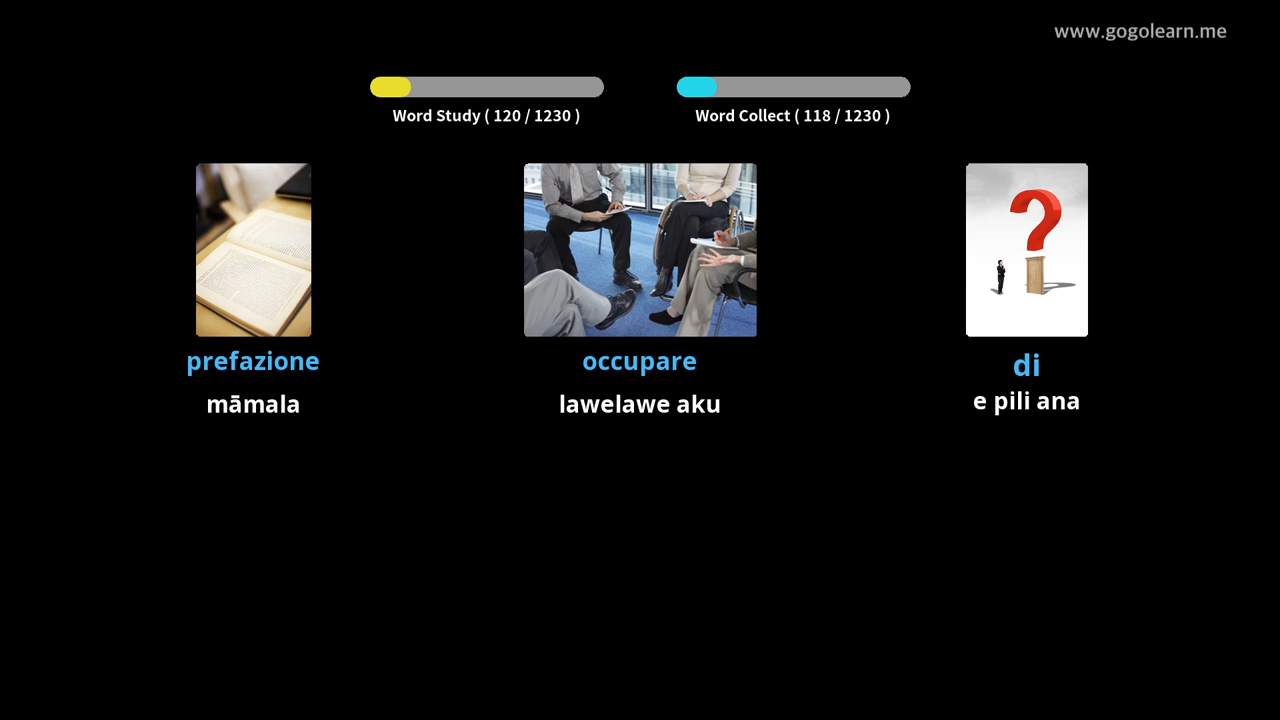 www.gogolearn.me
Word Study ( 120 / 1230 )
Word Collect ( 118 / 1230 )
prefazione
māmala
occupare
lawelawe aku
di
e pili ana